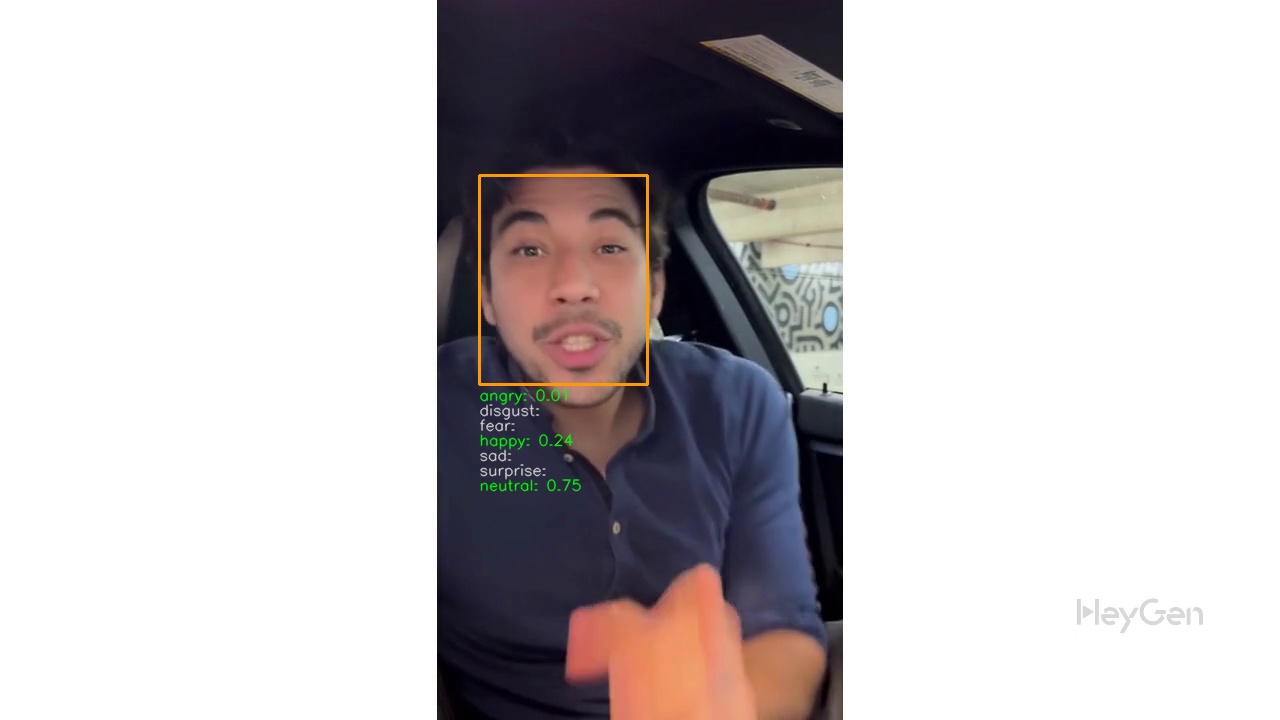 angry: 0.01
disgust:
fear:
happy: 0.24
sad:
surprise:
neutral: 0.75
HeyGen